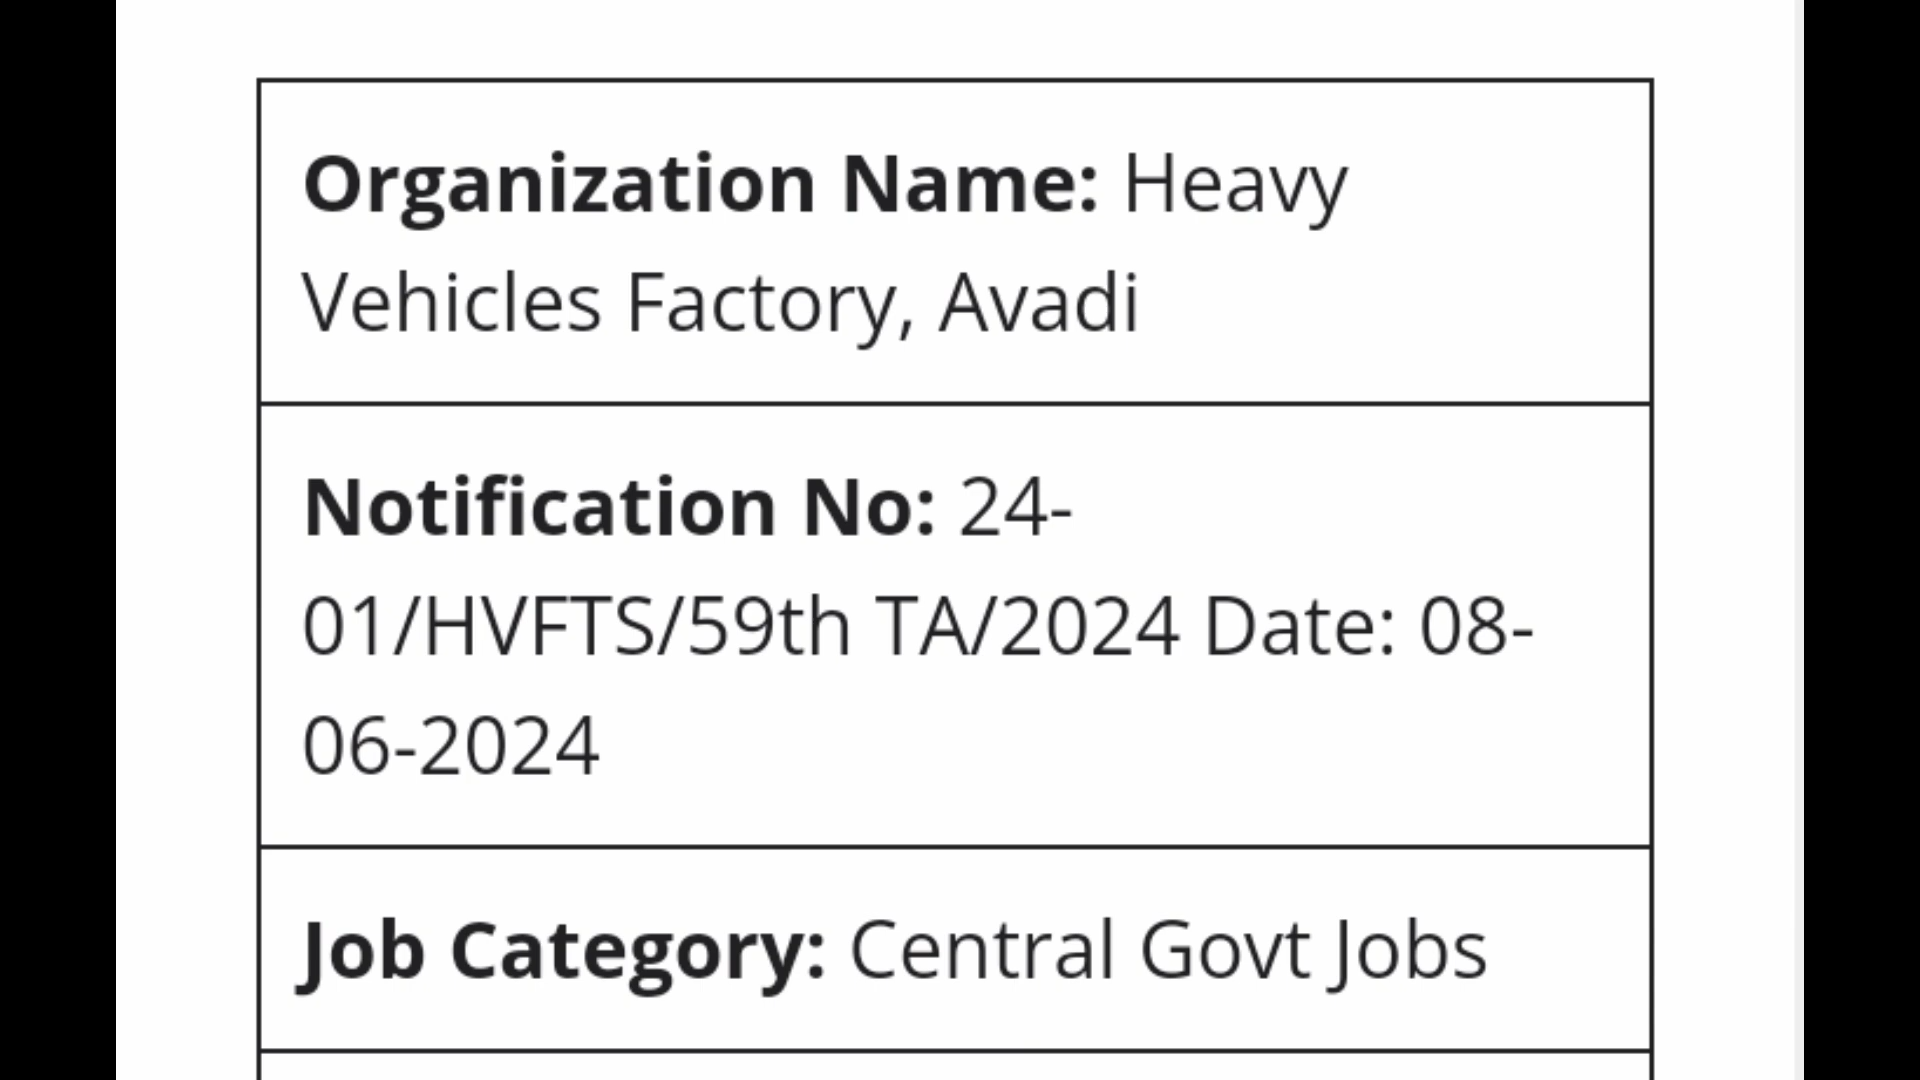 Organization Name: Heavy
Vehicles Factory, Avadi
Notification No: 24-
01/HVFTS/59th TA/2024 Date: 08-
06-2024
Job Category: Central Govt Jobs